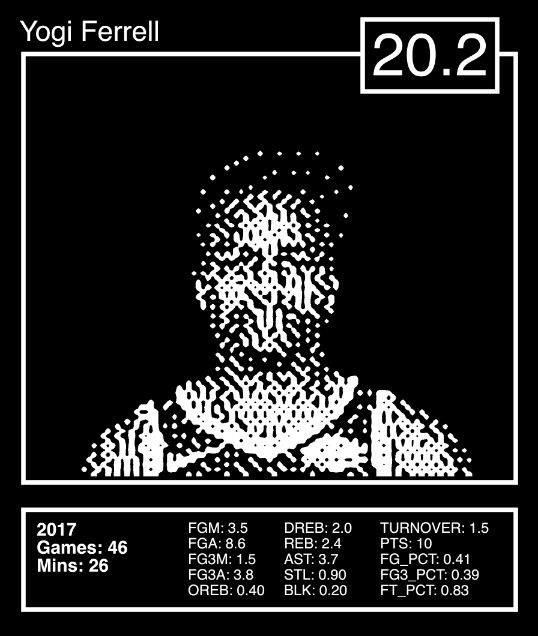 Yogi Ferrell
20.2
2017
Games: 46
Mins: 26
FGM: 3.5
FGA: 8.6
FG3M: 1.5
FG3A: 3.8
OREB: 0.40
DREB: 2.0
REB: 2.4
AST: 3.7
STL: 0.90
BLK: 0.20
TURNOVER: 1.5
PTS: 10
FG_PCT: 0.41
FG3_PCT: 0.39
FT_PCT: 0.83